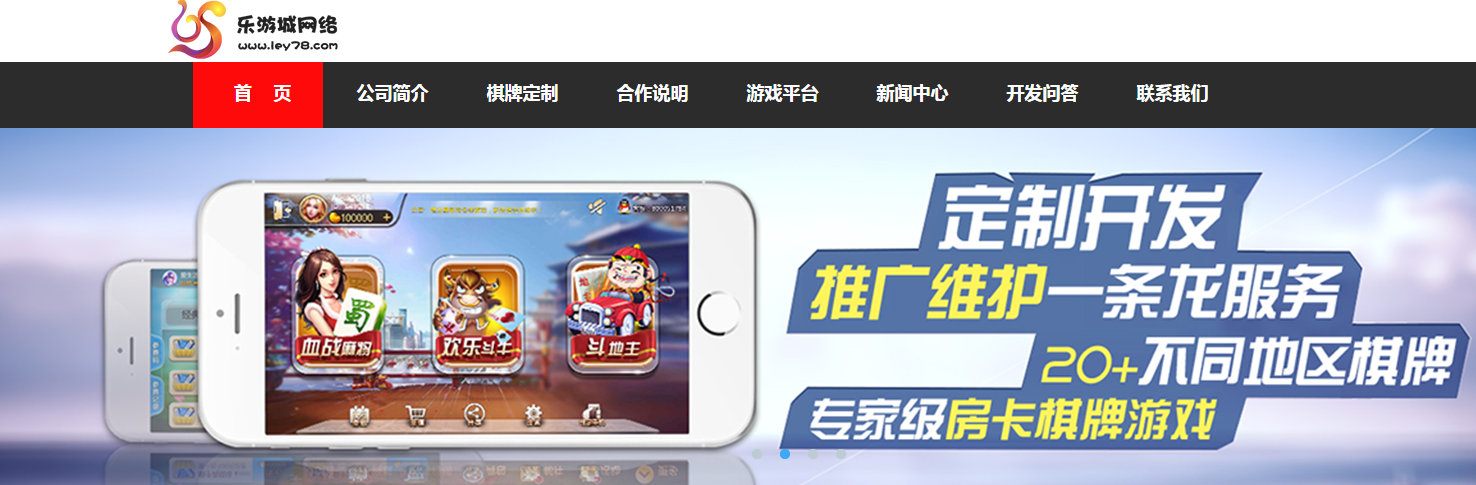 乐游城网络
www.ley78.com
首 页 公司简介 棋牌定制 合作说明 游戏平台 新闻中心 开发问答 联系我们
定制开发
推广维护一条龙服务
20+不同地区棋牌
专家级房卡棋牌游戏
100000 +
蜀
血战麻将 欢乐斗牛 斗地主